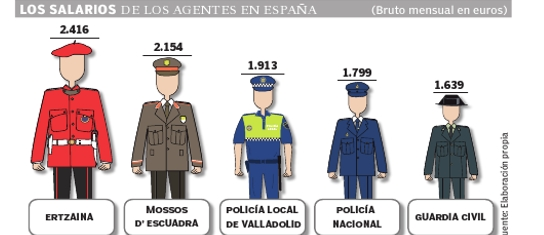 LOS SALARIOS DE LOS AGENTES EN ESPAÑA (Bruto mensual en euros)
2.416
2.154
1.913
1.799
1.639
ERTZAINA
MOSSOS
D' ESCUADRA
POLICÍA LOCAL
DE VALLADOLID
POLICÍA
NACIONAL
GUARDIA CIVIL
uente: Elaboración propia